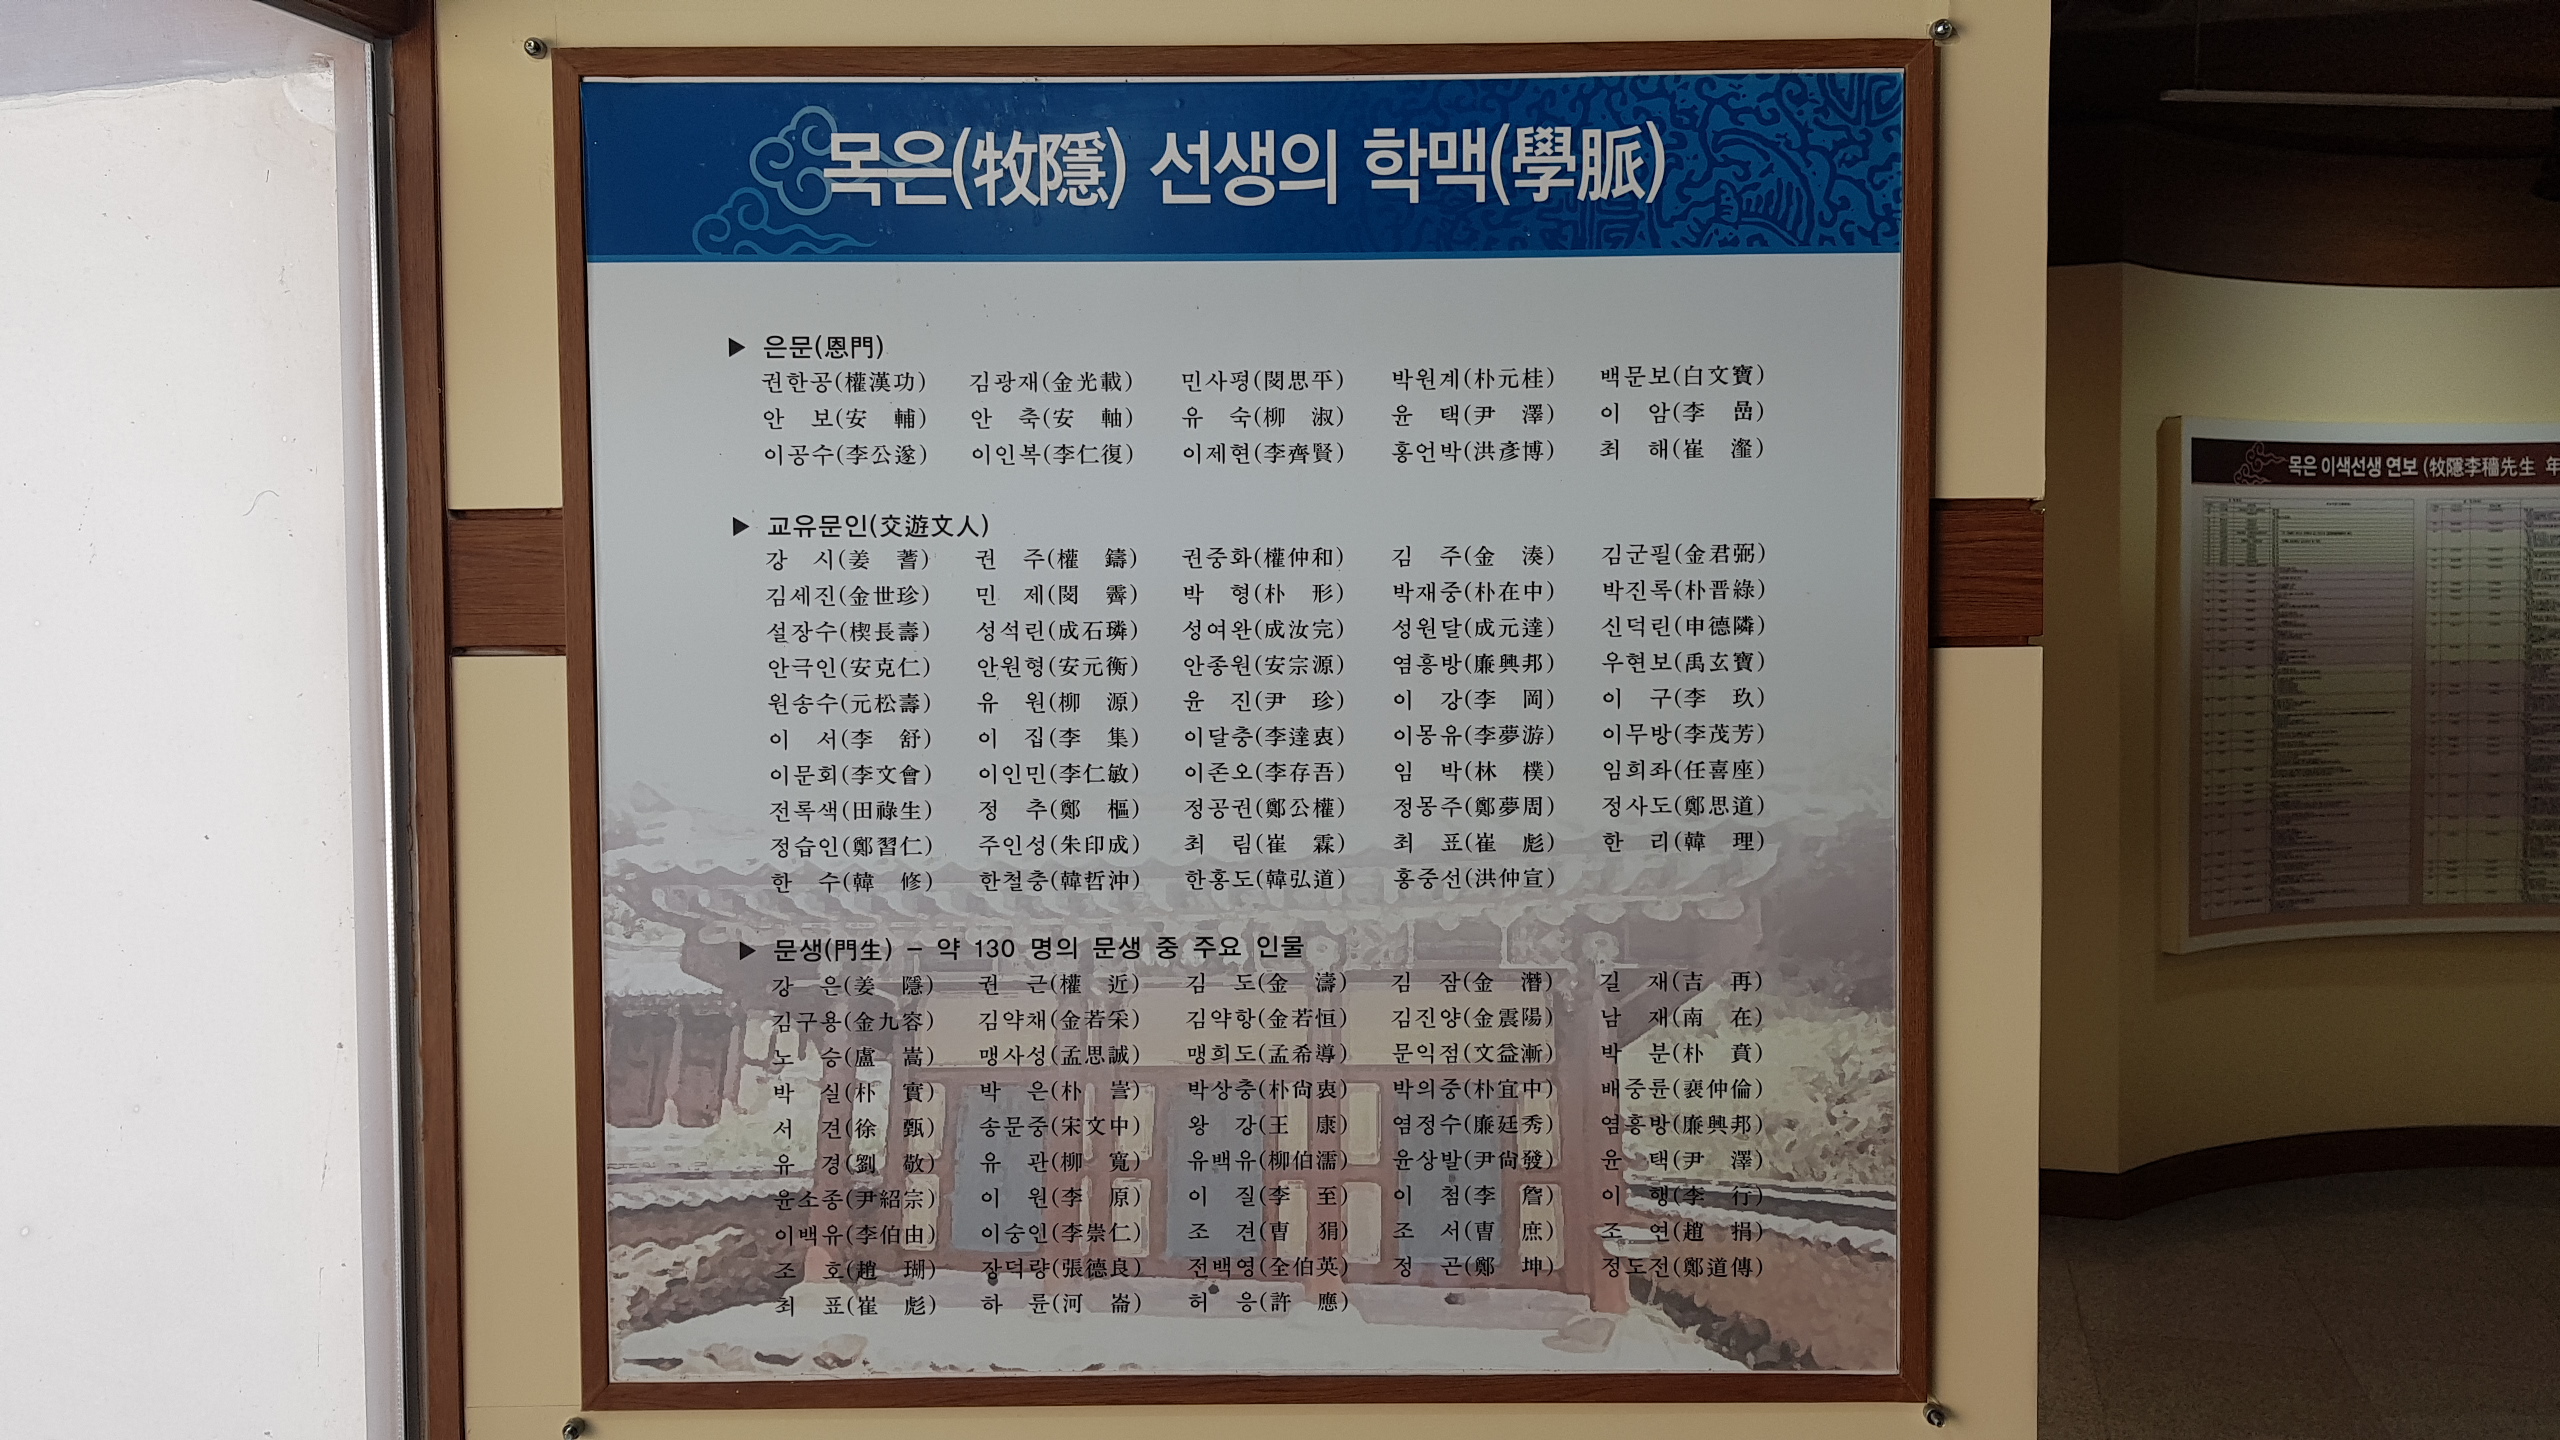 목은(牧隱) 선생의 학맥(學脈)
▶ 은문(恩門)
권한공(權漢功) 김광재(金光載) 민사평(閔思平) 박원계(朴元桂) 백문보(白文寶)
안 보(安 輔) 안 축(安 軸) 유 숙(柳 淑) 윤 택(尹 澤) 이 암(李 嵒)
이공수(李公遂) 이인복(李仁復) 이제현(李齊賢) 홍언박(洪彥博) 최 해(崔 瀣)
▶ 교유문인(交遊文人)
강 시(姜 蓍) 권 주(權 鑄) 권중화(權仲和) 김 주(金 湊) 김군필(金君弼)
김세진(金世珍) 민 제(閔 霽) 박 형(朴 形) 박재중(朴在中) 박진록(朴晋綠)
설장수(楔長壽) 성석린(成石璘) 성여완(成汝完) 성원달(成元達) 신덕린(申德隣)
안극인(安克仁) 안원형(安元衡) 안종원(安宗源) 염흥방(廉興邦) 우현보(禹玄寶)
원송수(元松壽) 유 원(柳 源) 윤 진(尹 珍) 이 강(李 岡) 이 구(李 玖)
이 서(李 舒) 이 집(李 集) 이달충(李達衷) 이몽유(李夢游) 이무방(李茂芳)
이문회(李文會) 이인민(李仁敏) 이존오(李存吾) 임 박(林 樸) 임희좌(任喜座)
전록색(田祿生) 정 추(鄭 樞) 정공권(鄭公權) 정몽주(鄭夢周) 정사도(鄭思道)
정습인(鄭習仁) 주인성(朱印成) 최 림(崔 霖) 최 표(崔 彪) 한 리(韓 理)
한 수(韓 修) 한철충(韓哲沖) 한홍도(韓弘道) 홍중선(洪仲宣)
▶ 문생(門生) - 약 130 명의 문생 중 주요 인물
강 은(姜 隱) 권 근(權 近) 김 도(金 濤) 김 잠(金 潛) 길 재(吉 再)
김구용(金九容) 김약채(金若采) 김약항(金若恒) 김진양(金震陽) 남 재(南 在)
노 숭(盧 嵩) 맹사성(孟思誠) 맹희도(孟希導) 문익점(文益漸) 박 분(朴 賁)
박 실(朴 實) 박 은(朴 訔) 박상충(朴尙衷) 박의중(朴宜中) 배중륜(裵仲倫)
서 견(徐 甄) 송문중(宋文中) 왕 강(王 康) 염정수(廉廷秀) 염흥방(廉興邦)
유 경(劉 敬) 유 관(柳 寬) 유백유(柳伯濡) 윤상발(尹尙發) 윤 택(尹 澤)
윤소종(尹紹宗) 이 원(李 原) 이 질(李 至) 이 첨(李 詹) 이 행(李 行)
이백유(李伯由) 이숭인(李崇仁) 조 견(曺 狷) 조 서(曺 庶) 조 연(趙 捐)
조 호(趙 瑚) 장덕량(張德良) 전백영(全伯英) 정 곤(鄭 坤) 정도전(鄭道傳)
최 표(崔 彪) 하 륜(河 崙) 허 응(許 應)
목은 이색선생 연보 (牧隱李穡先生 年